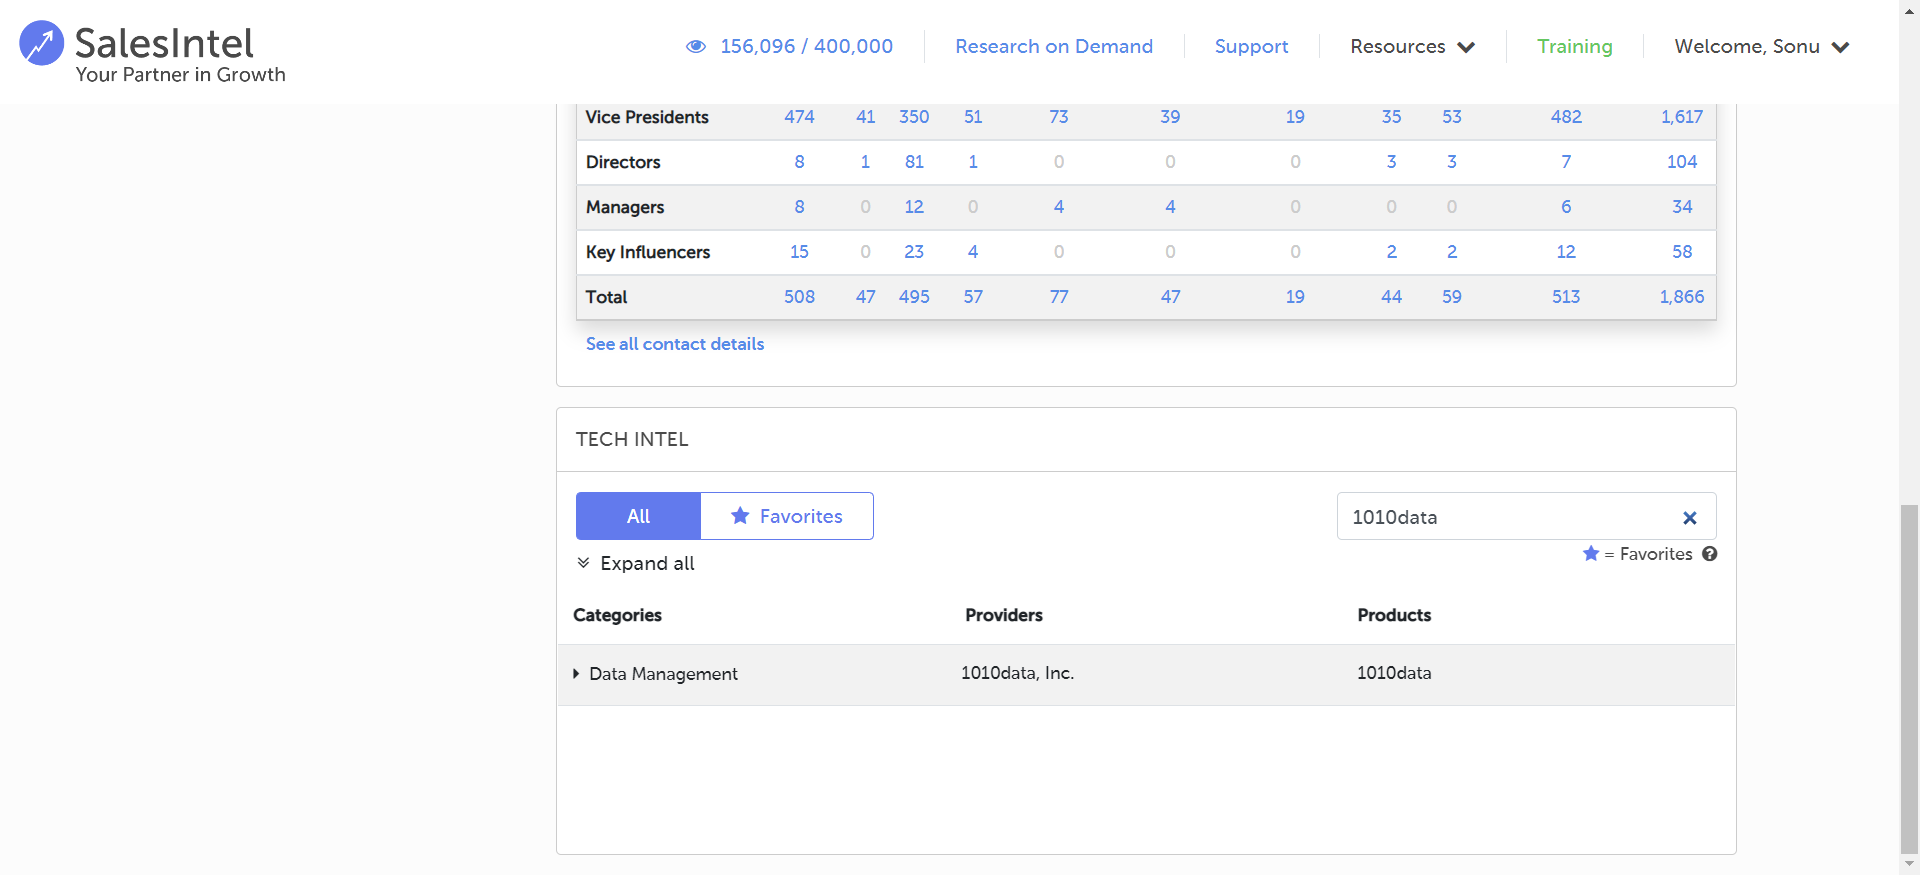 SalesIntel
Your Partner in Growth
156,096 / 400,000 Research on Demand Support Resources Training Welcome, Sonu
Vice Presidents 474 41 350 51 73 39 19 35 53 482 1,617
Directors 8 1 81 1 0 0 0 3 3 7 104
Managers 8 0 12 0 4 4 0 0 0 6 34
Key Influencers 15 0 23 4 0 0 0 2 2 12 58
Total 508 47 495 57 77 47 19 44 59 513 1,866
See all contact details
TECH INTEL
All Favorites 1010data
= Favorites
Expand all
Categories Providers Products
Data Management 1010data, Inc. 1010data